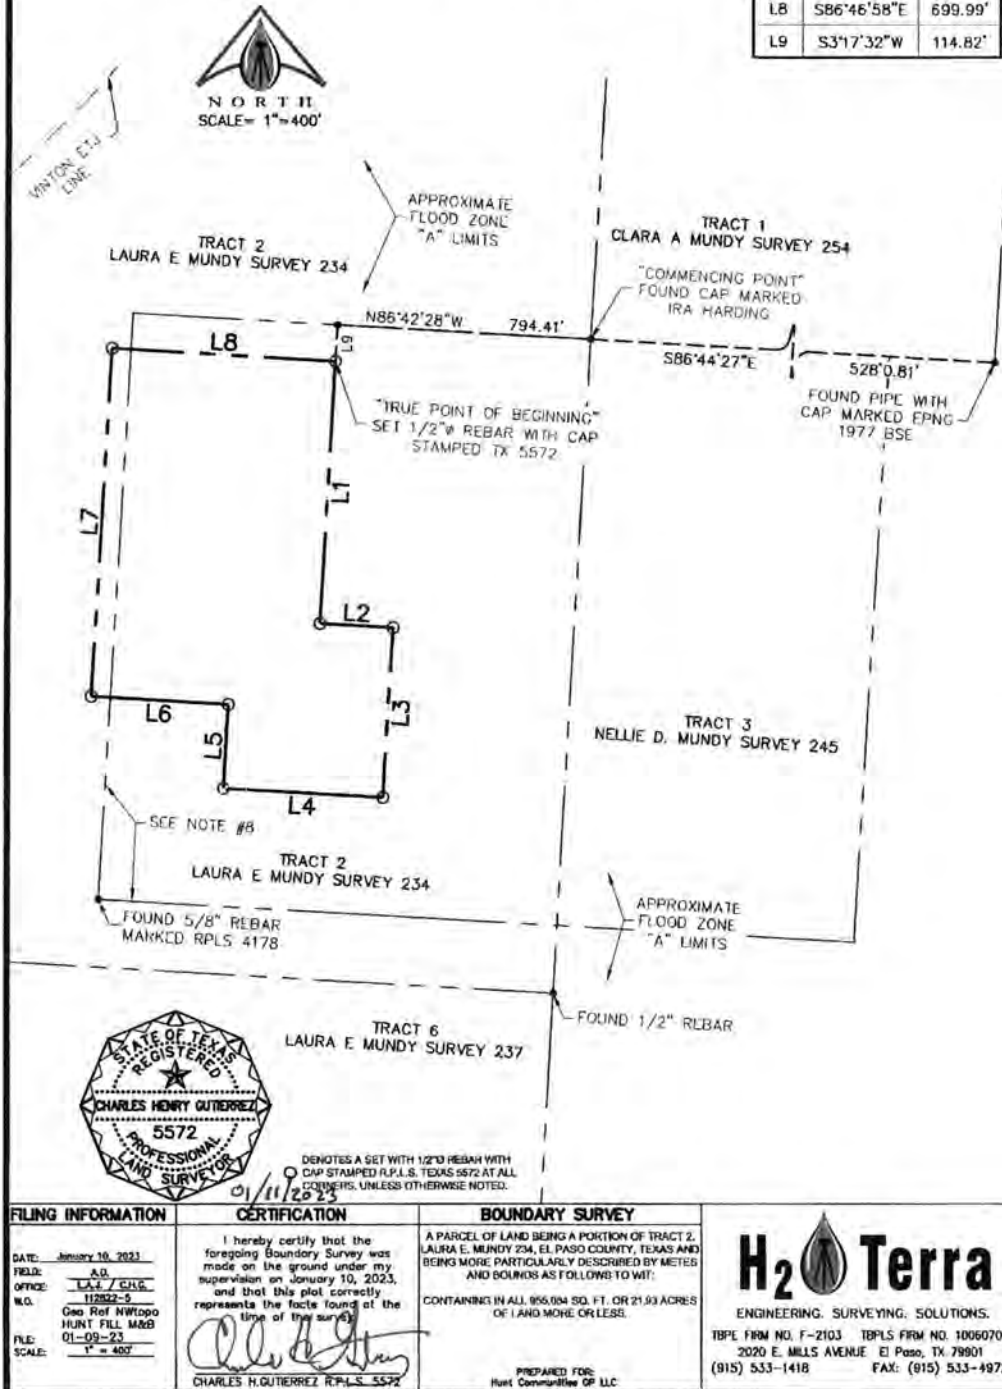 L8 S86°46'58"E 699.99'
L9 S3°17'32"W 114.82'
NORTH
SCALE= 1"=400'
VINTON ETJ
LINE
APPROXIMATE
FLOOD ZONE
"A" LIMITS
TRACT 1
CLARA A MUNDY SURVEY 254
TRACT 2
LAURA E MUNDY SURVEY 234
"COMMENCING POINT"
FOUND CAP MARKED
IRA HARDING
N86°42'28"W 794.41'
L9
L8
S86°44'27"E
528'0.81'
FOUND PIPE WITH
CAP MARKED EPNG
1977 BSE
"TRUE POINT OF BEGINNING"
SET 1/2"Ø REBAR WITH CAP
STAMPED TX 5572
L1
L7
L2
L3
L6
L5
L4
TRACT 3
NELLIE D. MUNDY SURVEY 245
SEE NOTE #8
TRACT 2
LAURA E MUNDY SURVEY 234
FOUND 5/8" REBAR
MARKED RPLS 4178
APPROXIMATE
FLOOD ZONE
"A" LIMITS
FOUND 1/2" REBAR
TRACT 6
LAURA E MUNDY SURVEY 237
STATE OF TEXAS
REGISTERED
CHARLES HENRY GUTIERREZ
5572
PROFESSIONAL
LAND SURVEYOR
01/11/2023
DENOTES A SET WITH 1/2"Ø REBAR WITH
CAP STAMPED R.P.L.S. TEXAS 5572 AT ALL
CORNERS, UNLESS OTHERWISE NOTED.
FILING INFORMATION
DATE: January 10, 2023
FIELD: A.D.
OFFICE: L.A.J. / C.H.G.
W.O. 112822-5
Geo Ref NWtopo
HUNT FILL M&B
FILE: 01-09-23
SCALE: 1" = 400'
CERTIFICATION
I hereby certify that the
foregoing Boundary Survey was
made on the ground under my
supervision on January 10, 2023,
and that this plat correctly
represents the facts found at the
time of the survey
CHARLES H.GUTIERREZ R.P.L.S. 5572
BOUNDARY SURVEY
A PARCEL OF LAND BEING A PORTION OF TRACT 2,
LAURA E. MUNDY 234, EL PASO COUNTY, TEXAS AND
BEING MORE PARTICULARLY DESCRIBED BY METES
AND BOUNDS AS FOLLOWS TO WIT:
CONTAINING IN ALL 955,084 SQ. FT. OR 21.93 ACRES
OF LAND MORE OR LESS.
PREPARED FOR:
Hunt Communities GP LLC
H2 Terra
ENGINEERING. SURVEYING. SOLUTIONS.
TBPE FIRM NO. F-2103 TBPLS FIRM NO. 1006070
2020 E. MILLS AVENUE El Paso, TX. 79901
(915) 533-1418 FAX: (915) 533-497